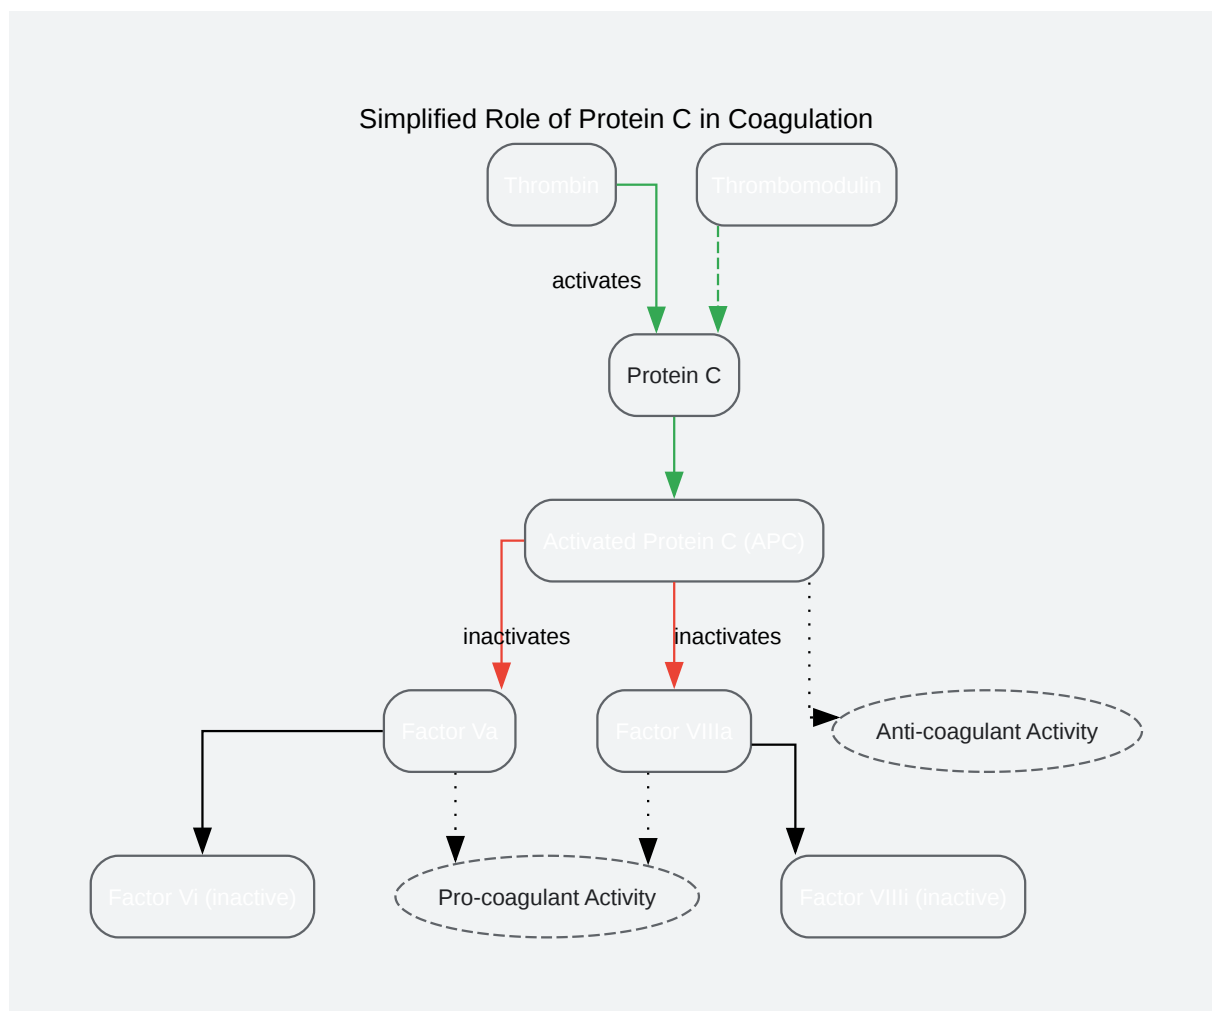 Simplified Role of Protein C in Coagulation
Thrombin
Thrombomodulin
activates
Protein C
Activated Protein C (APC)
inactivates
inactivates
Factor Va
Factor VIIIa
Anti-coagulant Activity
Factor Vi (inactive)
Pro-coagulant Activity
Factor VIIIi (inactive)